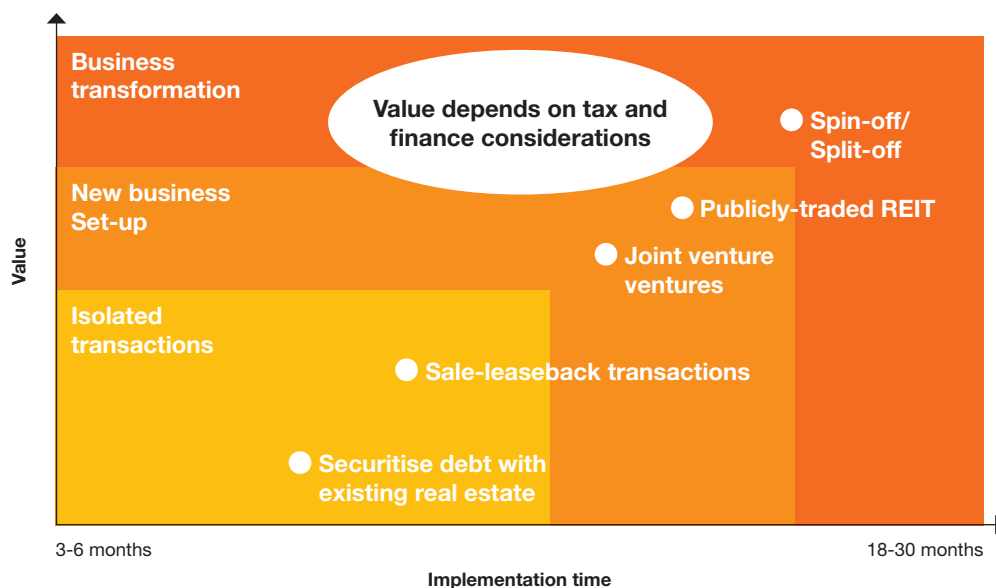 Business
transformation
Value depends on tax and
finance considerations
Spin-off/
Split-off
New business
Set-up
Publicly-traded REIT
Joint venture
ventures
Value
Isolated
transactions
Sale-leaseback transactions
Securitise debt with
existing real estate
3-6 months
18-30 months
Implementation time